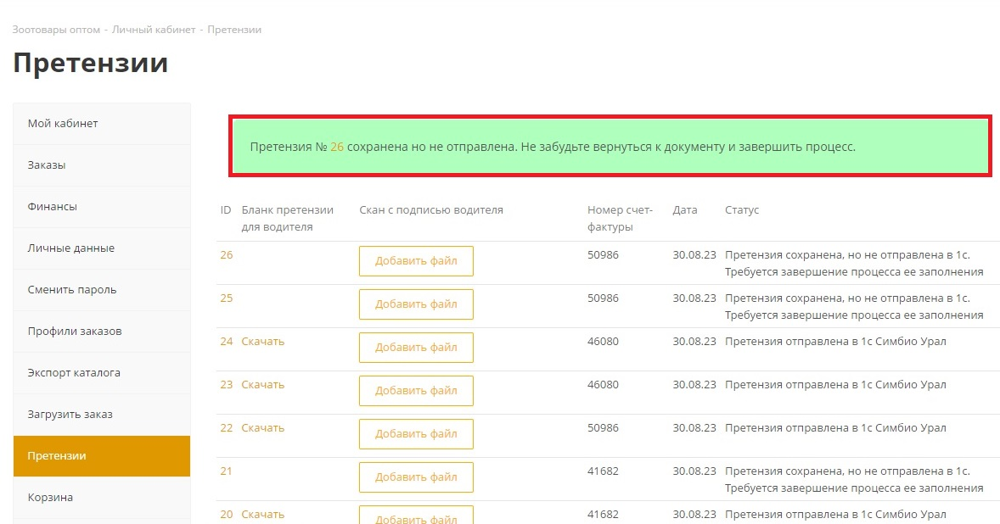 Зоотовары оптом - Личный кабинет - Претензии
Претензии
Мой кабинет
Заказы
Финансы
Личные данные
Сменить пароль
Профили заказов
Экспорт каталога
Загрузить заказ
Претензии
Корзина
Претензия № 26 сохранена но не отправлена. Не забудьте вернуться к документу и завершить процесс.
ID Бланк претензии для водителя Скан с подписью водителя Номер счет-фактуры Дата Статус
26 Добавить файл 50986 30.08.23 Претензия сохранена, но не отправлена в 1с.
Требуется завершение процесса ее заполнения
25 Добавить файл 50986 30.08.23 Претензия сохранена, но не отправлена в 1с.
Требуется завершение процесса ее заполнения
24 Скачать Добавить файл 46080 30.08.23 Претензия отправлена в 1с Симбио Урал
23 Скачать Добавить файл 46080 30.08.23 Претензия отправлена в 1с Симбио Урал
22 Скачать Добавить файл 50986 30.08.23 Претензия отправлена в 1с Симбио Урал
21 Добавить файл 41682 30.08.23 Претензия сохранена, но не отправлена в 1с.
Требуется завершение процесса ее заполнения
20 Скачать Добавить файл 41682 30.08.23 Претензия отправлена в 1с Симбио Урал